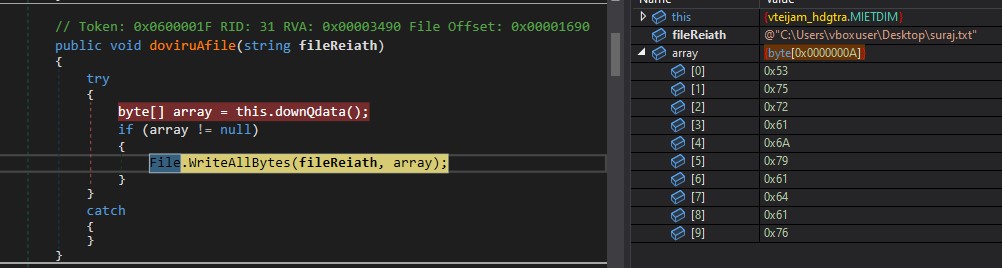 // Token: 0x0600001F RID: 31 RVA: 0x00003490 File Offset: 0x00001690
public void doviruAfile(string fileReiath)
{
try
{
byte[] array = this.downQdata();
if (array != null)
{
File.WriteAllBytes(fileReiath, array);
}
}
catch
{
}
}
Value
this {vteijam_hdgtra.MIETDIM}
fileReiath @"C:\Users\vboxuser\Desktop\suraj.txt"
array byte[0x0000000A]
[0] 0x53
[1] 0x75
[2] 0x72
[3] 0x61
[4] 0x6A
[5] 0x79
[6] 0x61
[7] 0x64
[8] 0x61
[9] 0x76